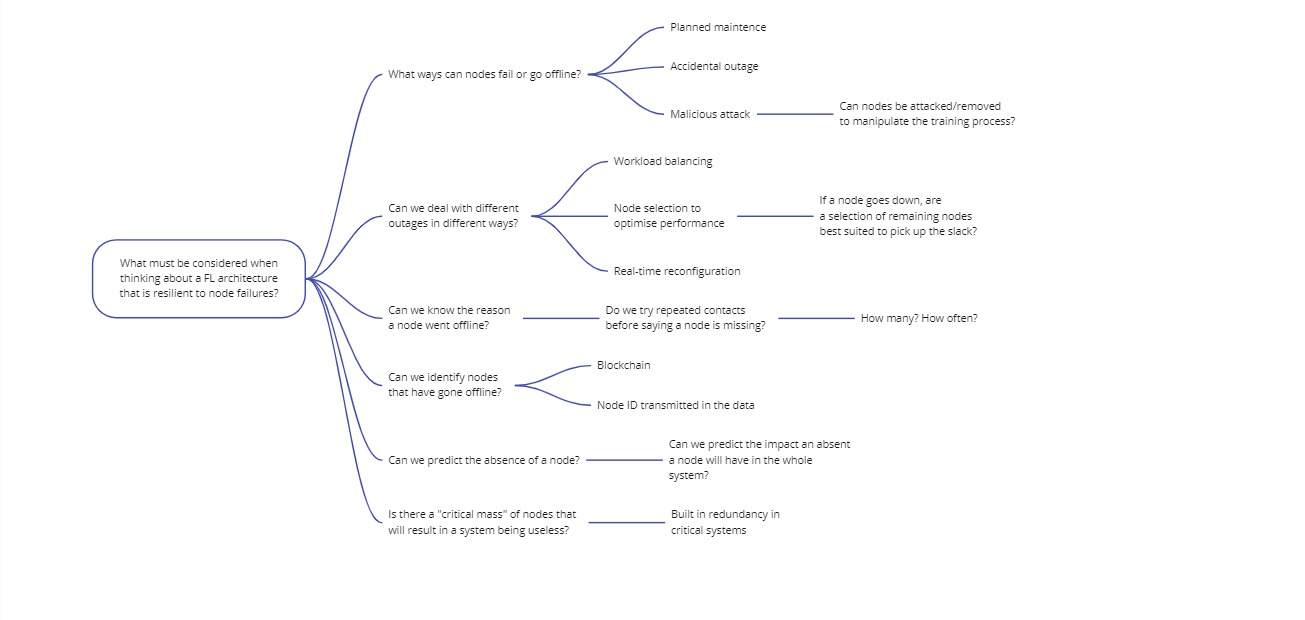 What must be considered when
thinking about a FL architecture
that is resilient to node failures?
What ways can nodes fail or go offline?
Planned maintence
Accidental outage
Malicious attack
Can nodes be attacked/removed
to manipulate the training process?
Can we deal with different
outages in different ways?
Workload balancing
Node selection to
optimise performance
If a node goes down, are
a selection of remaining nodes
best suited to pick up the slack?
Real-time reconfiguration
Can we know the reason
a node went offline?
Do we try repeated contacts
before saying a node is missing?
How many? How often?
Can we identify nodes
that have gone offline?
Blockchain
Node ID transmitted in the data
Can we predict the absence of a node?
Can we predict the impact an absent
a node will have in the whole
system?
Is there a "critical mass" of nodes that
will result in a system being useless?
Built in redundancy in
critical systems